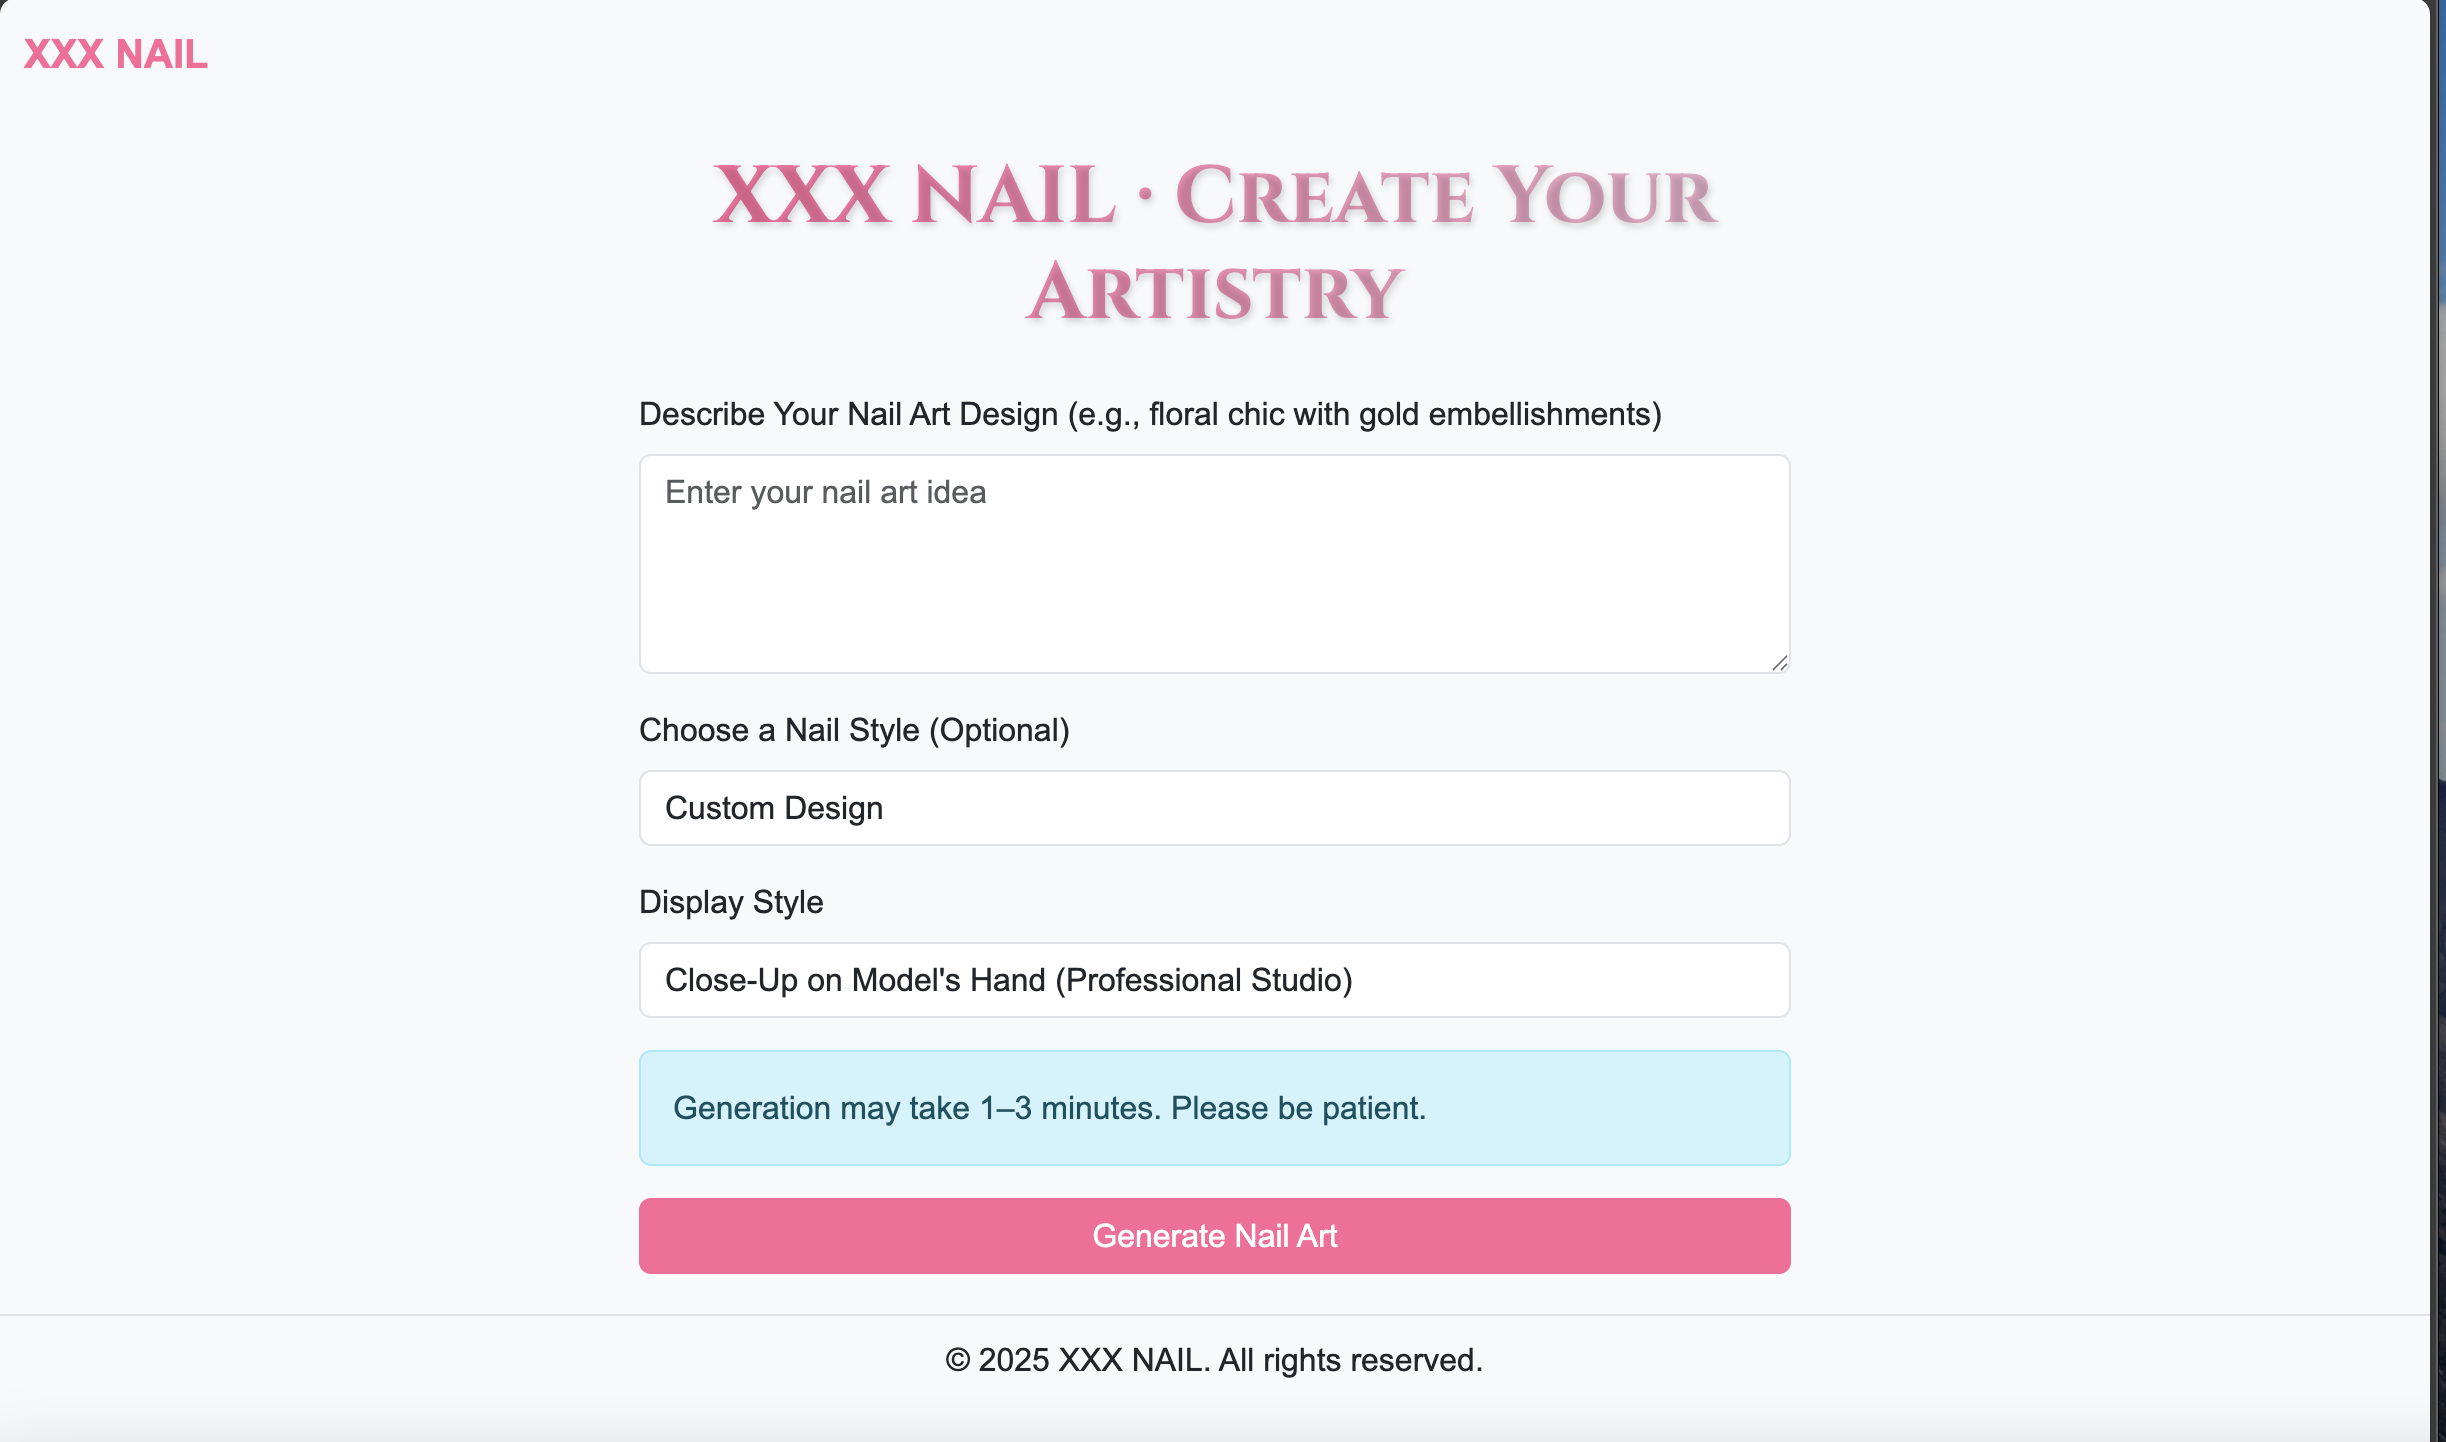 XXX NAIL
XXX NAIL · Create Your
Artistry
Describe Your Nail Art Design (e.g., floral chic with gold embellishments)
Enter your nail art idea
Choose a Nail Style (Optional)
Custom Design
Display Style
Close-Up on Model's Hand (Professional Studio)
Generation may take 1–3 minutes. Please be patient.
Generate Nail Art
© 2025 XXX NAIL. All rights reserved.